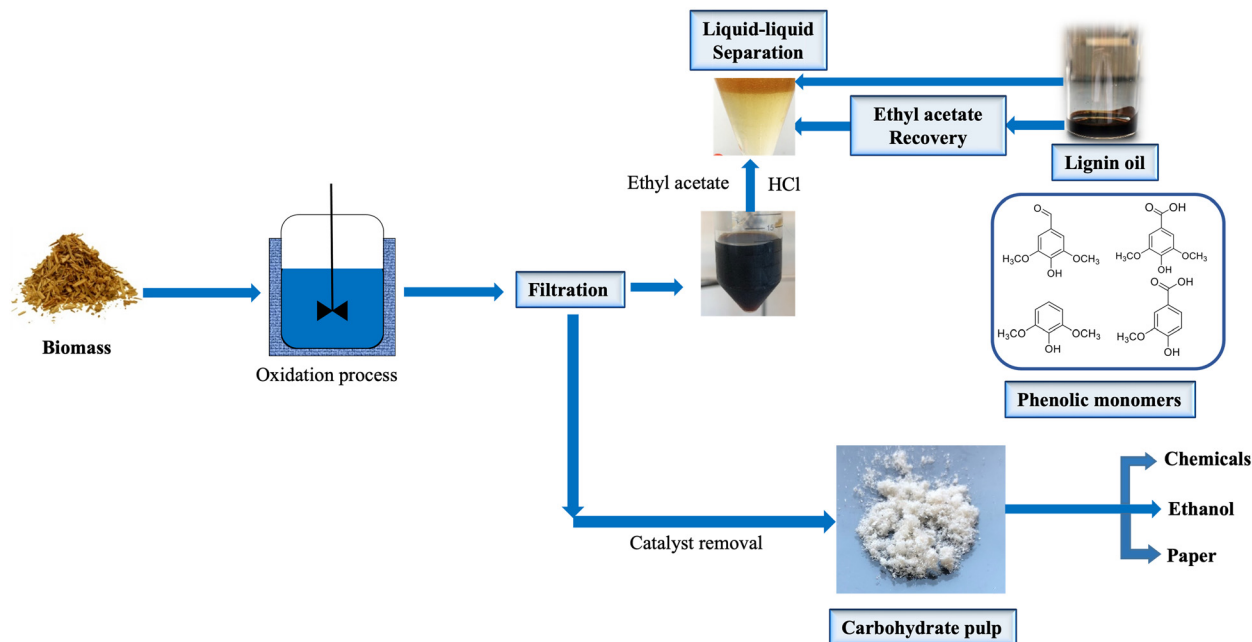 Liquid-liquid
Separation
Ethyl acetate
Recovery
Lignin oil
Ethyl acetate
HCl
15
Biomass
Oxidation process
Filtration
O
OCH₃
H₃CO
OH
O
OH
H₃CO
OCH₃
OH
H₃CO
OCH₃
OH
O
OH
H₃CO
OH
Phenolic monomers
Catalyst removal
Carbohydrate pulp
Chemicals
Ethanol
Paper